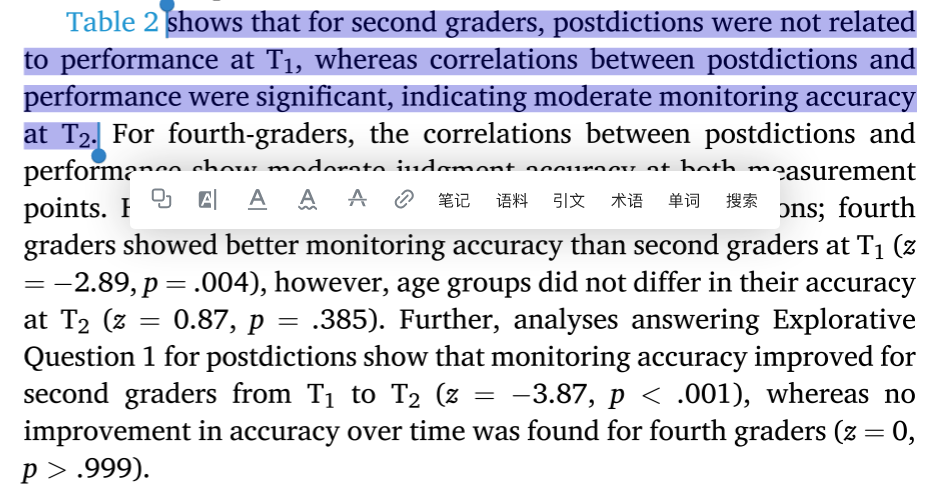 Table 2 shows that for second graders, postdictions were not related
to performance at T₁, whereas correlations between postdictions and
performance were significant, indicating moderate monitoring accuracy
at T₂. For fourth-graders, the correlations between postdictions and
performance show moderate judgment accuracy at both measurement
笔记 语料 引文 术语 单词 搜索
points. ons; fourth
graders showed better monitoring accuracy than second graders at T₁ (z
= −2.89, p = .004), however, age groups did not differ in their accuracy
at T₂ (z = 0.87, p = .385). Further, analyses answering Explorative
Question 1 for postdictions show that monitoring accuracy improved for
second graders from T₁ to T₂ (z = −3.87, p < .001), whereas no
improvement in accuracy over time was found for fourth graders (z = 0,
p > .999).